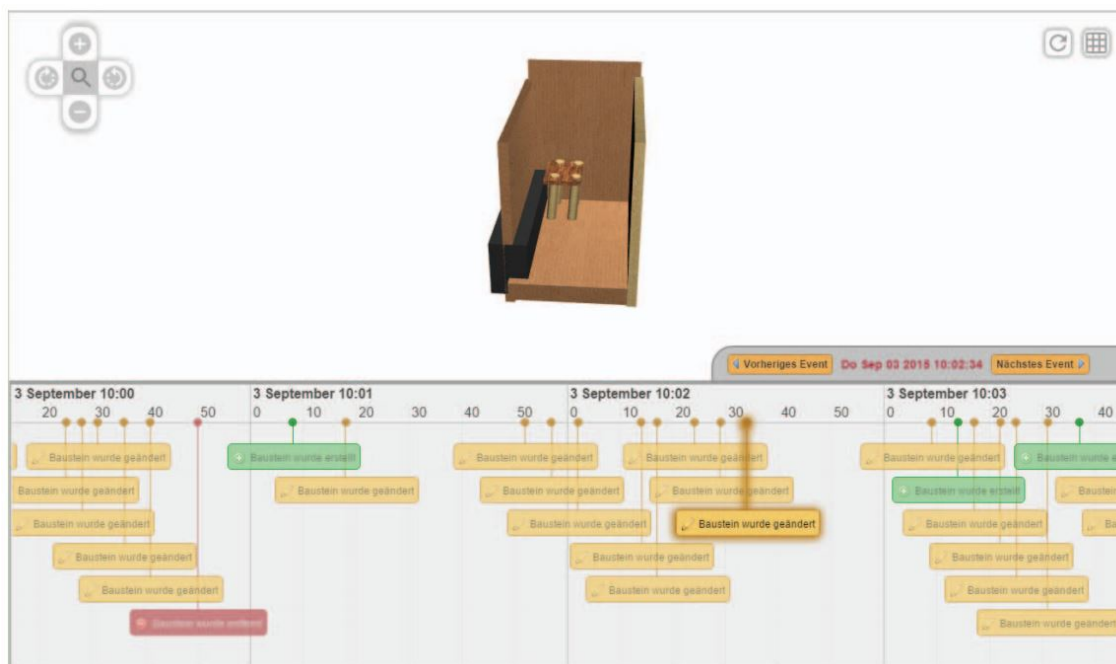 Vorheriges Event Do Sep 03 2015 10:02:34 Nächstes Event
3 September 10:00 3 September 10:01 3 September 10:02 3 September 10:03
20 30 40 50 0 10 20 30 40 50 0 10 20 30 40 50 0 10 20 30 40
Baustein wurde geändert Baustein wurde erstellt Baustein wurde geändert Baustein wurde geändert Baustein wurde geändert Baustein wurde e
Baustein wurde geändert Baustein wurde geändert Baustein wurde geändert Baustein wurde geändert Baustein wurde erstellt Baustein wurde
Baustein wurde geändert Baustein wurde geändert Baustein wurde geändert Baustein wurde geändert Baustei
Baustein wurde geändert Baustein wurde geändert Baustein wurde geändert
Baustein wurde geändert Baustein wurde geändert Baustein wurde geändert
Baustein wurde entfernt Baustein wurde geändert